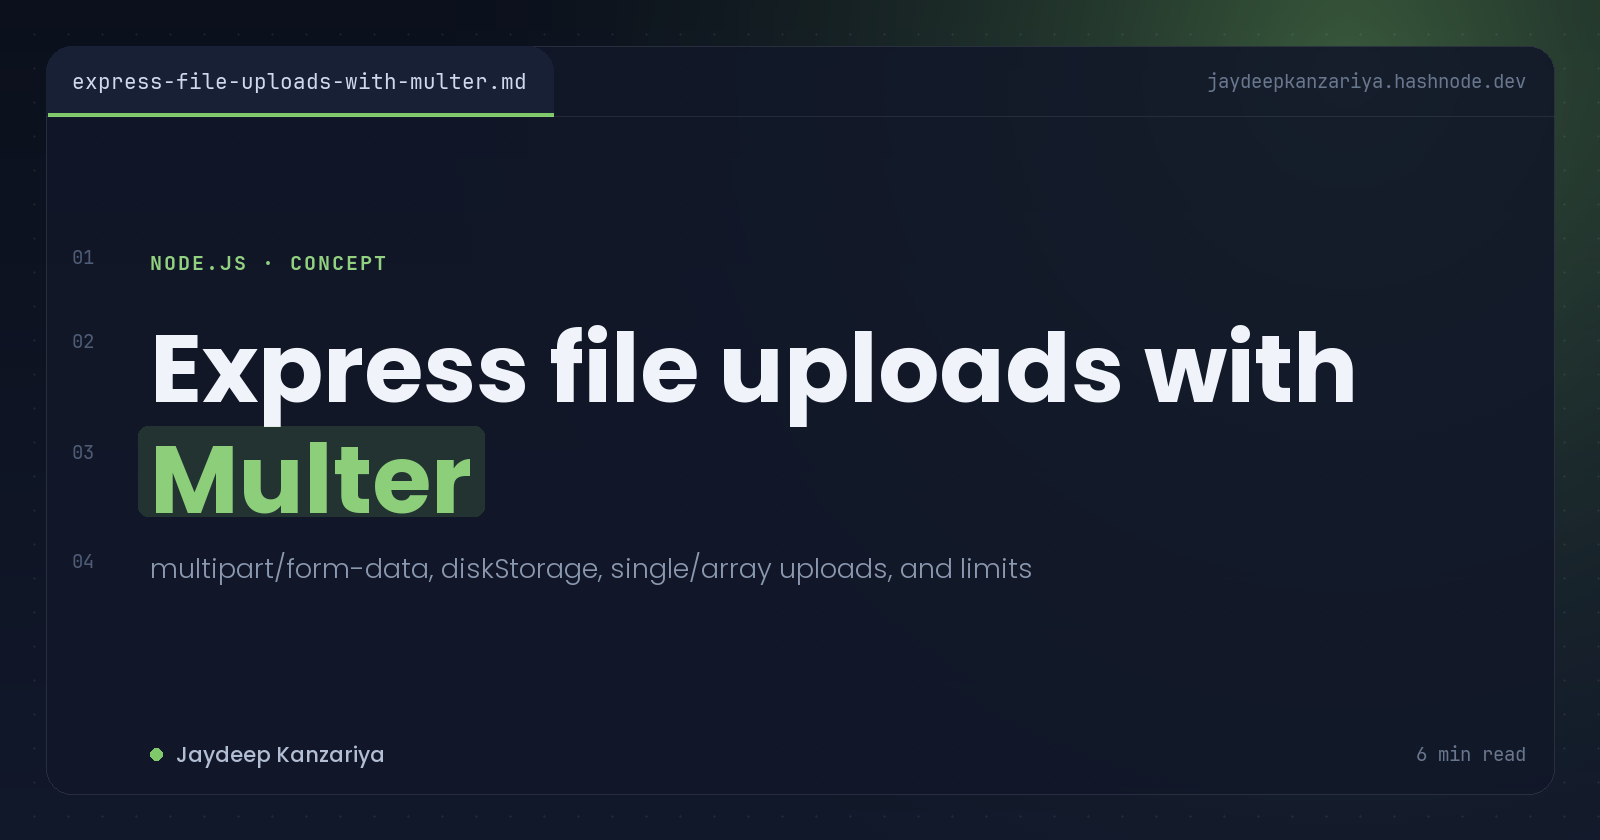 express-file-uploads-with-multer.md
jaydeepkanzariya.hashnode.dev
01
NODE.JS · CONCEPT
02
Express file uploads with
03
Multer
04
multipart/form-data, diskStorage, single/array uploads, and limits
Jaydeep Kanzariya
6 min read